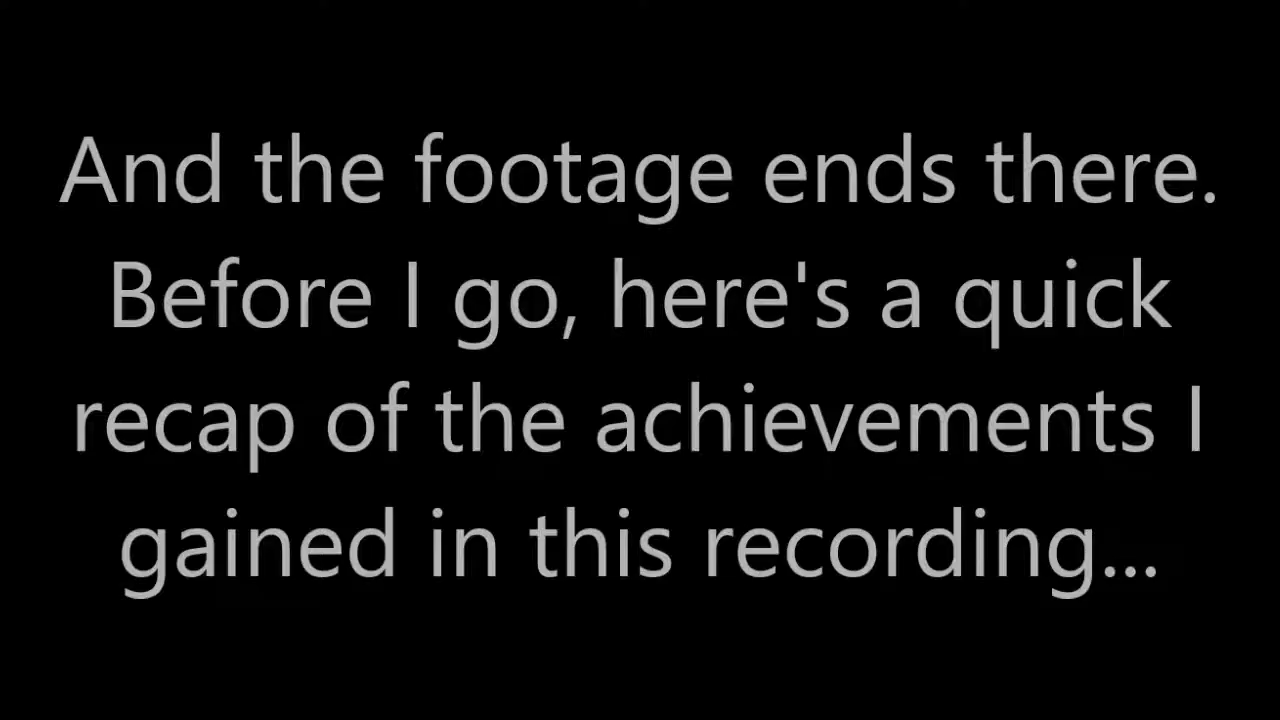 And the footage ends there.
Before I go, here's a quick
recap of the achievements I
gained in this recording...